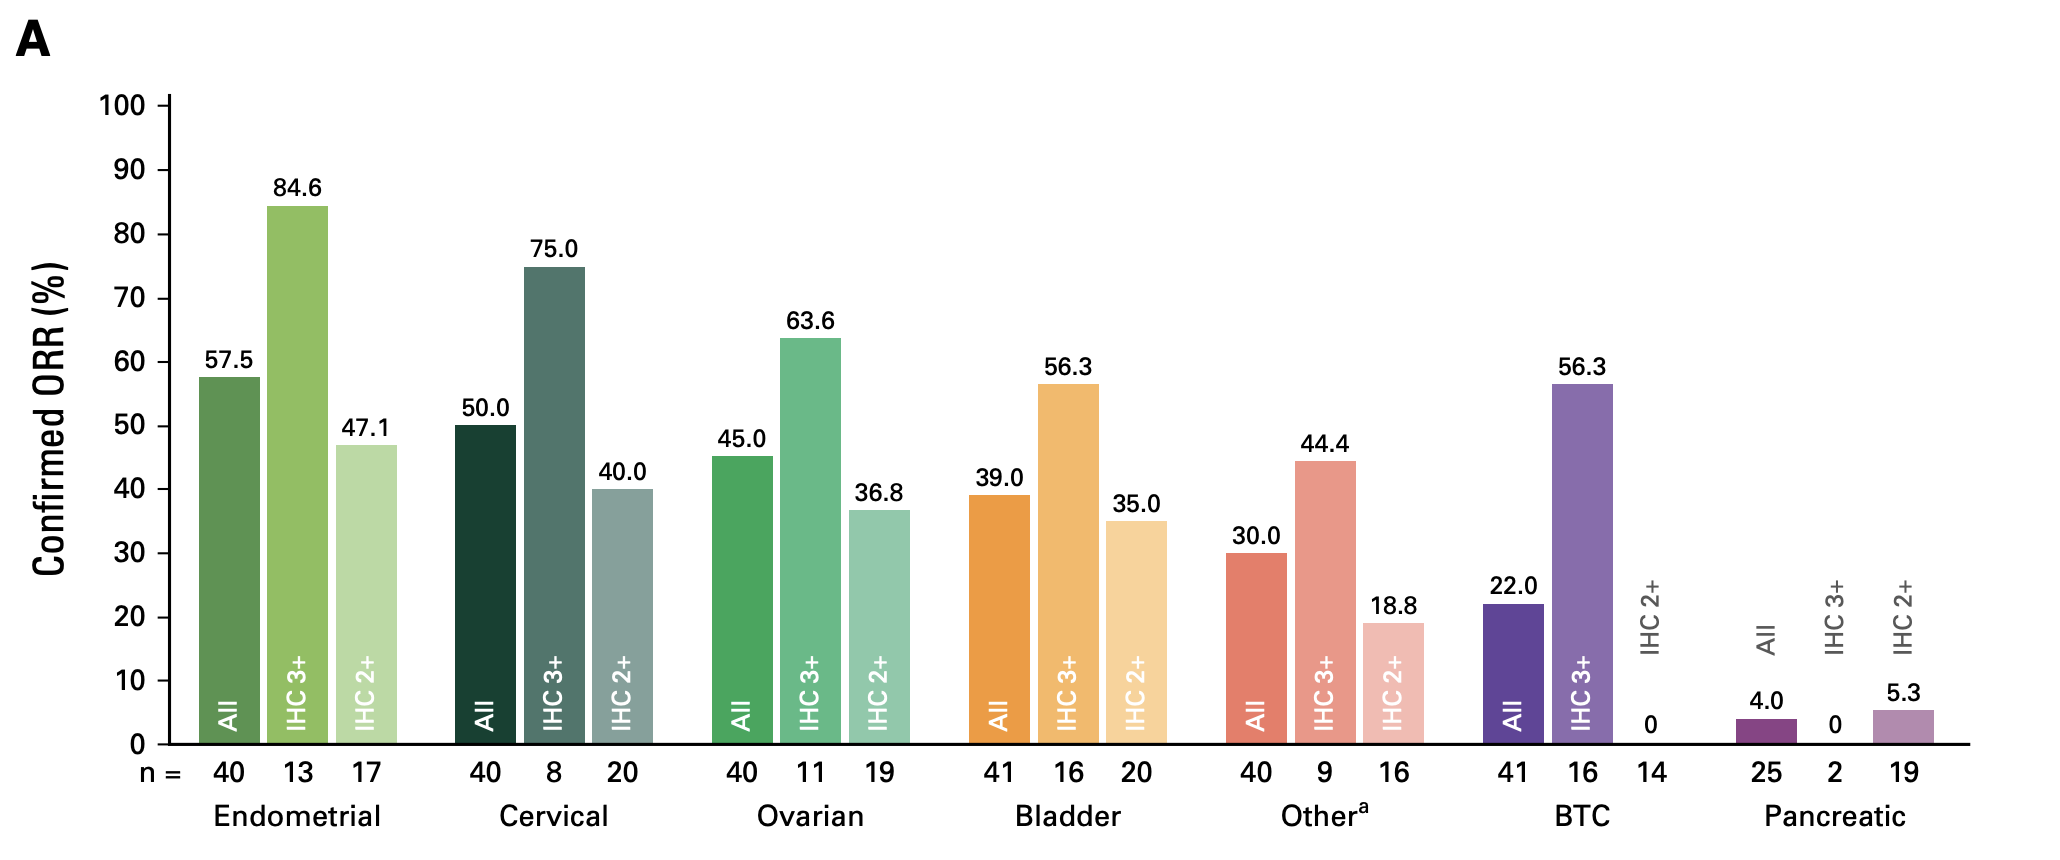 A
Confirmed ORR (%)
100
90
80
70
60
50
40
30
20
10
0
57.5 84.6 47.1
50.0 75.0 40.0
45.0 63.6 36.8
39.0 56.3 35.0
30.0 44.4 18.8
22.0 56.3 0
4.0 0 5.3
All IHC 3+ IHC 2+
All IHC 3+ IHC 2+
All IHC 3+ IHC 2+
All IHC 3+ IHC 2+
All IHC 3+ IHC 2+
All IHC 3+ IHC 2+
All IHC 3+ IHC 2+
n = 40 13 17 40 8 20 40 11 19 41 16 20 40 9 16 41 16 14 25 2 19
Endometrial Cervical Ovarian Bladder Otherᵃ BTC Pancreatic